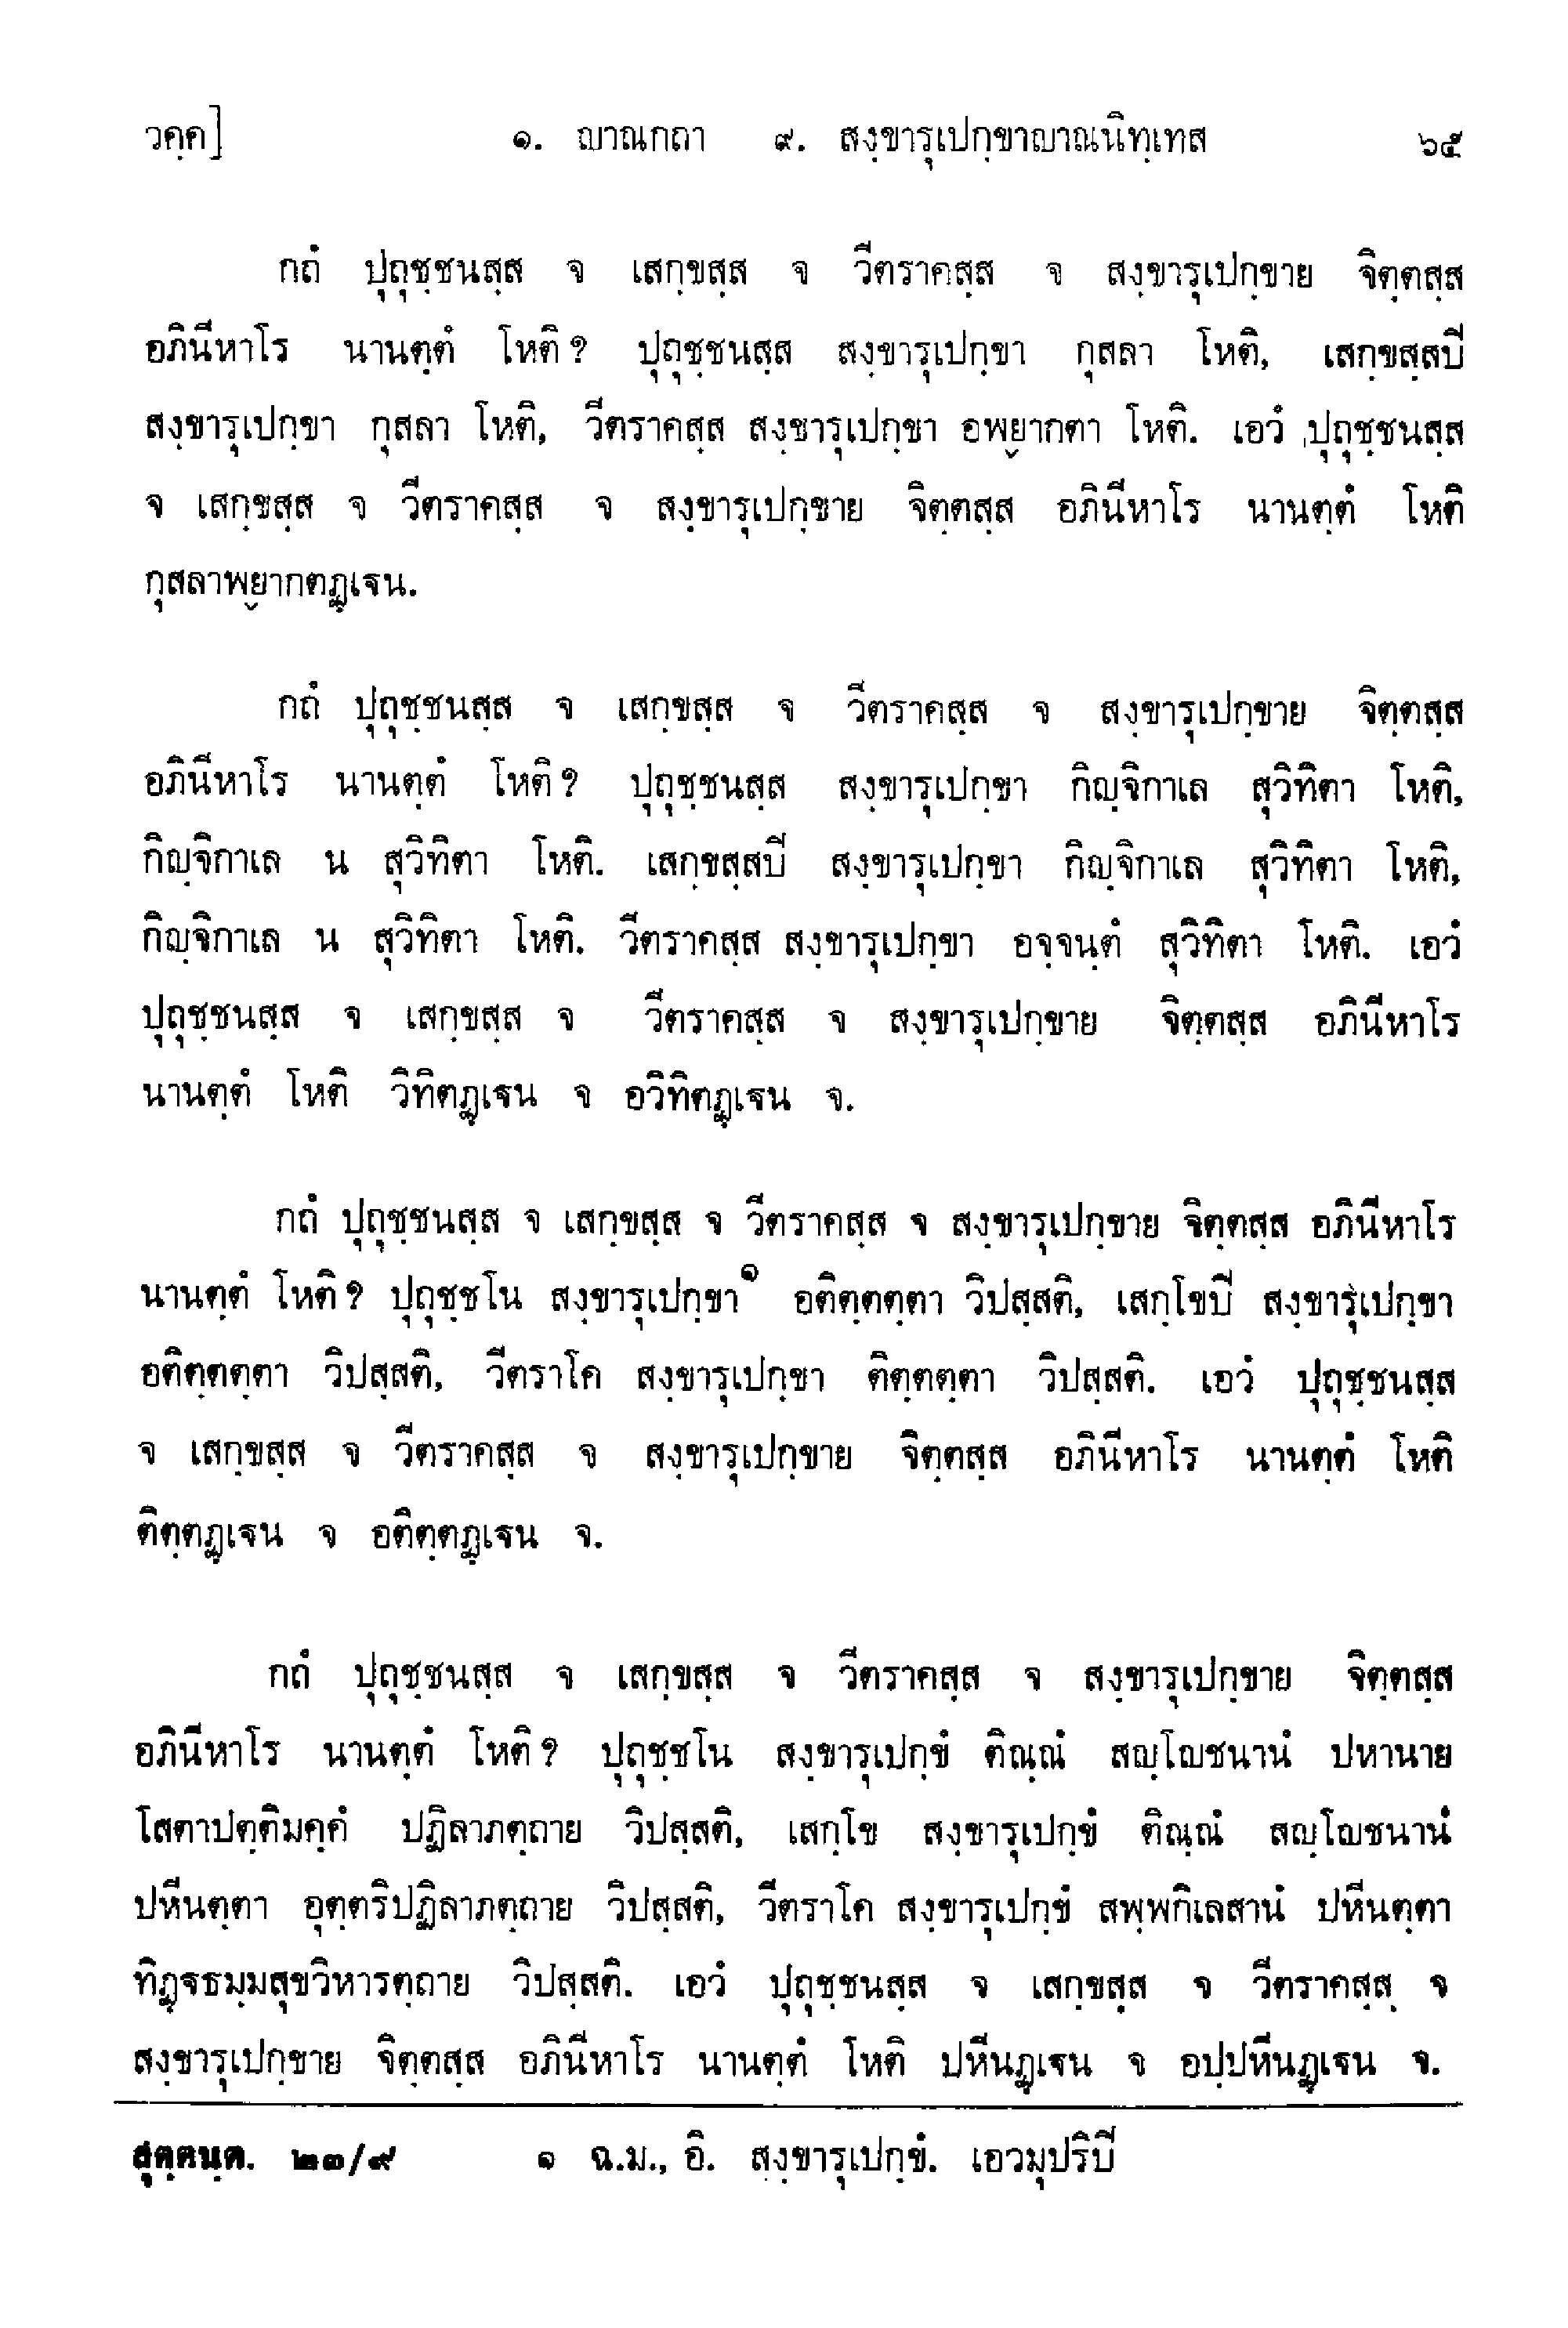 วคฺค] ๑. ญาณกถา ๙. สงฺขารุเปกฺขาญาณนิทฺเทส ๖๕
กถํ ปุถุชฺชนสฺส จ เสกฺขสฺส จ วีตราคสฺส จ สงฺขารุเปกฺขาย จิตฺตสฺส
อภินีหาโร นานตฺตํ โหติ? ปุถุชฺชนสฺส สงฺขารุเปกฺขา กุสลา โหติ, เสกฺขสฺสปี
สงฺขารุเปกฺขา กุสลา โหติ, วีตราคสฺส สงฺขารุเปกฺขา อพฺยากตา โหติ. เอวํ ปุถุชฺชนสฺส
จ เสกฺขสฺส จ วีตราคสฺส จ สงฺขารุเปกฺขาย จิตฺตสฺส อภินีหาโร นานตฺตํ โหติ
กุสลาพฺยากตฏฺเฐน.
กถํ ปุถุชฺชนสฺส จ เสกฺขสฺส จ วีตราคสฺส จ สงฺขารุเปกฺขาย จิตฺตสฺส
อภินีหาโร นานตฺตํ โหติ? ปุถุชฺชนสฺส สงฺขารุเปกฺขา กิญฺจิกาเล สุวิทิตา โหติ,
กิญฺจิกาเล น สุวิทิตา โหติ. เสกฺขสฺสปี สงฺขารุเปกฺขา กิญฺจิกาเล สุวิทิตา โหติ,
กิญฺจิกาเล น สุวิทิตา โหติ. วีตราคสฺส สงฺขารุเปกฺขา อจฺจนฺตํ สุวิทิตา โหติ. เอวํ
ปุถุชฺชนสฺส จ เสกฺขสฺส จ วีตราคสฺส จ สงฺขารุเปกฺขาย จิตฺตสฺส อภินีหาโร
นานตฺตํ โหติ วิทิตฏฺเฐน จ อวิทิตฏฺเฐน จ.
กถํ ปุถุชฺชนสฺส จ เสกฺขสฺส จ วีตราคสฺส จ สงฺขารุเปกฺขาย จิตฺตสฺส อภินีหาโร
นานตฺตํ โหติ? ปุถุชฺชโน สงฺขารุเปกฺขา๑ อติตฺตตฺตา วิปสฺสติ, เสกฺโขปี สงฺขารุเปกฺขา
อติตฺตตฺตา วิปสฺสติ, วีตราโค สงฺขารุเปกฺขา ติตฺตตฺตา วิปสฺสติ. เอวํ ปุถุชฺชนสฺส
จ เสกฺขสฺส จ วีตราคสฺส จ สงฺขารุเปกฺขาย จิตฺตสฺส อภินีหาโร นานตฺตํ โหติ
ติตฺตฏฺเฐน จ อติตฺตฏฺเฐน จ.
กถํ ปุถุชฺชนสฺส จ เสกฺขสฺส จ วีตราคสฺส จ สงฺขารุเปกฺขาย จิตฺตสฺส
อภินีหาโร นานตฺตํ โหติ? ปุถุชฺชโน สงฺขารุเปกฺขํ ติณฺณํ สญฺโญชนานํ ปหานาย
โสตาปตฺติมคฺคํ ปฏิลาภตฺถาย วิปสฺสติ, เสกฺโข สงฺขารุเปกฺขํ ติณฺณํ สญฺโญชนานํ
ปหีนตฺตา อุตฺตริปฏิลาภตฺถาย วิปสฺสติ, วีตราโค สงฺขารุเปกฺขํ สพฺพกิเลสานํ ปหีนตฺตา
ทิฏฺฐธมฺมสุขวิหารตฺถาย วิปสฺสติ. เอวํ ปุถุชฺชนสฺส จ เสกฺขสฺส จ วีตราคสฺส จ
สงฺขารุเปกฺขาย จิตฺตสฺส อภินีหาโร นานตฺตํ โหติ ปหีนฏฺเฐน จ อปฺปหีนฏฺเฐน จ.
สุตฺตนฺต. ๒๓/๙ ๑ ฉ.ม., อิ. สงฺขารุเปกฺขํ. เอวมุปริปี